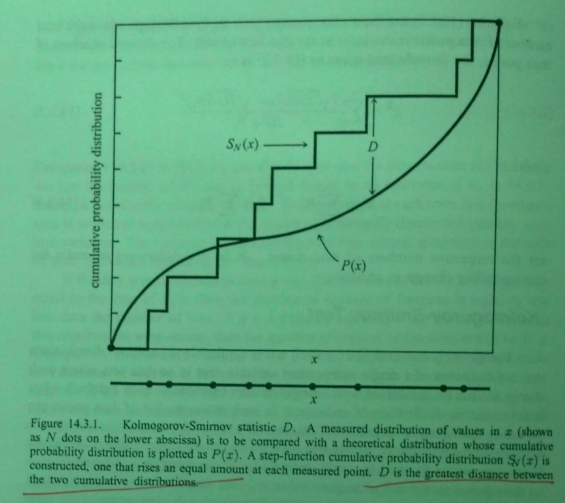 cumulative probability distribution
S_N(x)
D
P(x)
x
x
Figure 14.3.1. Kolmogorov-Smirnov statistic D. A measured distribution of values in x (shown
as N dots on the lower abscissa) is to be compared with a theoretical distribution whose cumulative
probability distribution is plotted as P(x). A step-function cumulative probability distribution S_N(x) is
constructed, one that rises an equal amount at each measured point. D is the greatest distance between
the two cumulative distributions.